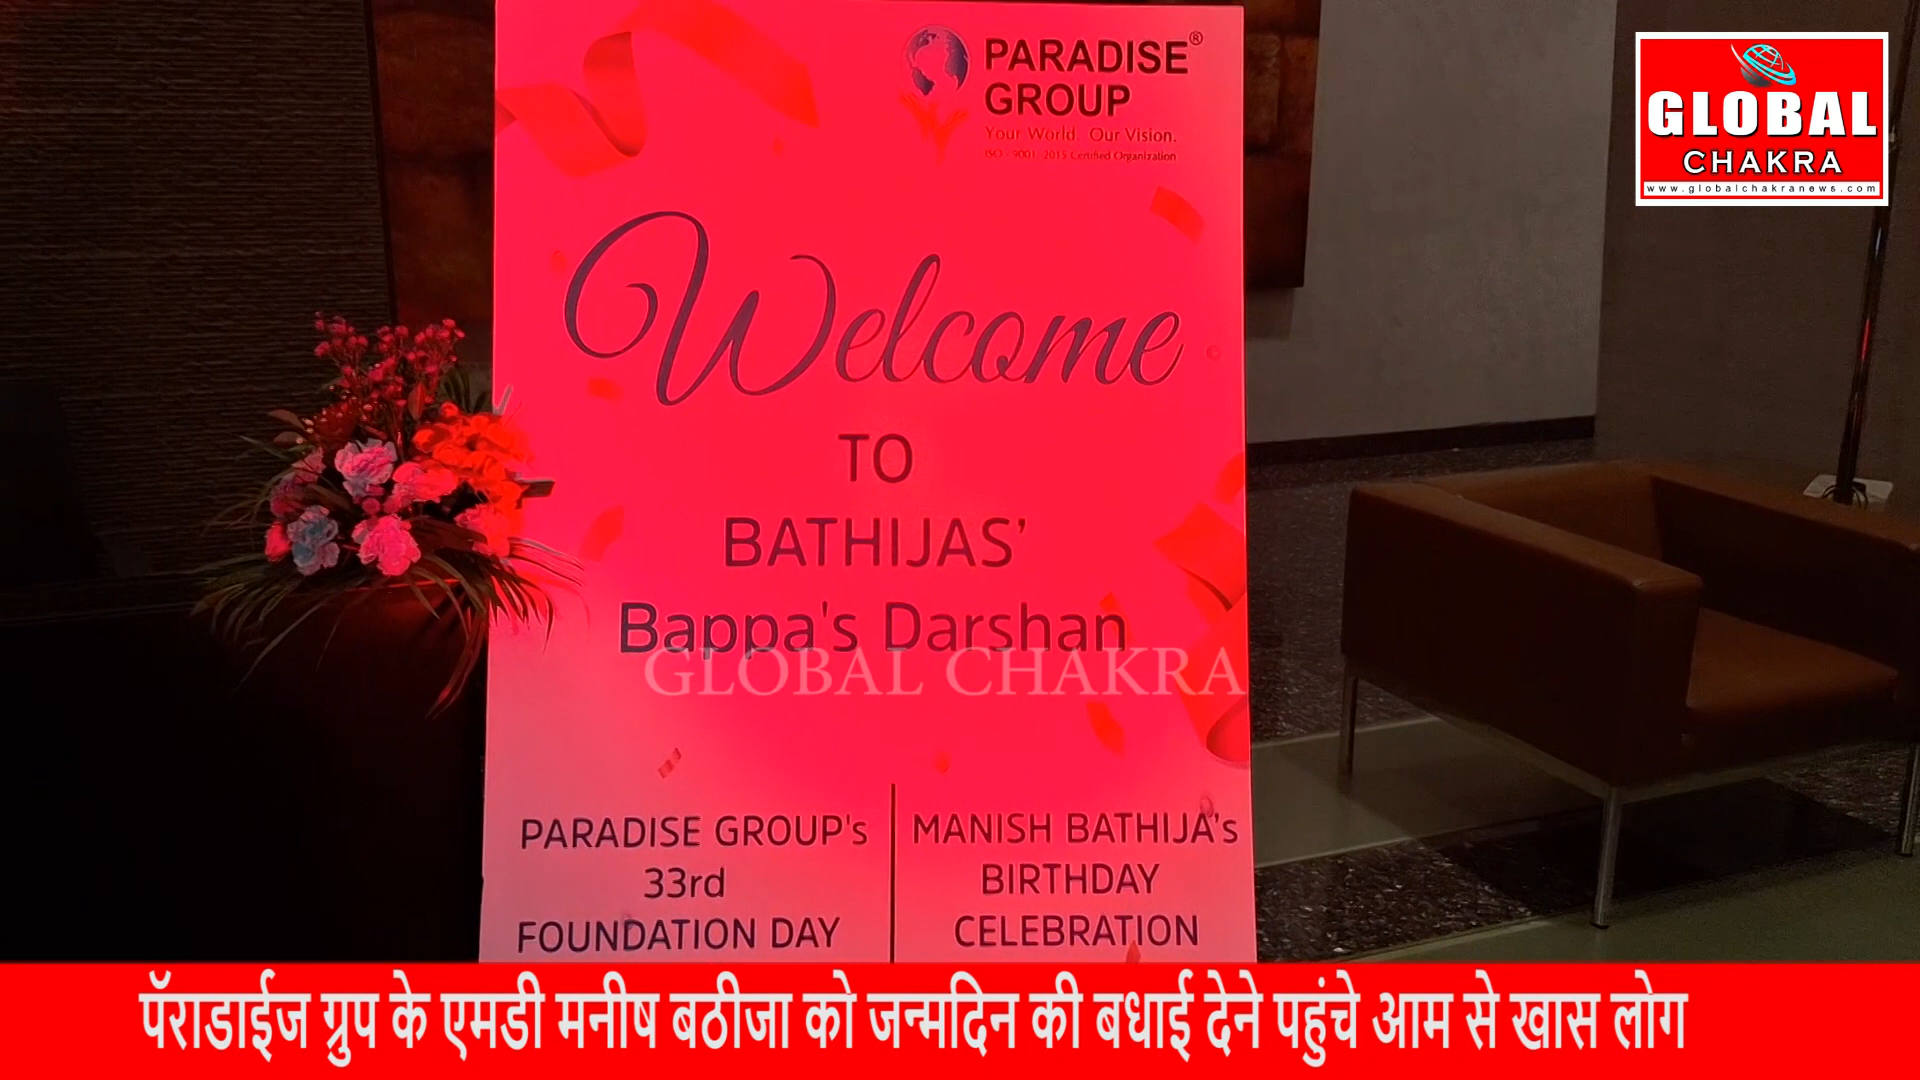 PARADISE®
GROUP
Your World. Our Vision.
ISO - 9001: 2015 Certified Organization
GLOBAL
CHAKRA
www.globalchakranews.com
Welcome
TO
BATHIJAS'
Bappa's Darshan
GLOBAL CHAKRA
PARADISE GROUP's
33rd
FOUNDATION DAY
MANISH BATHIJA's
BIRTHDAY
CELEBRATION
पॅराडाईज ग्रुप के एमडी मनीष बठीजा को जन्मदिन की बधाई देने पहुंचे आम से खास लोग